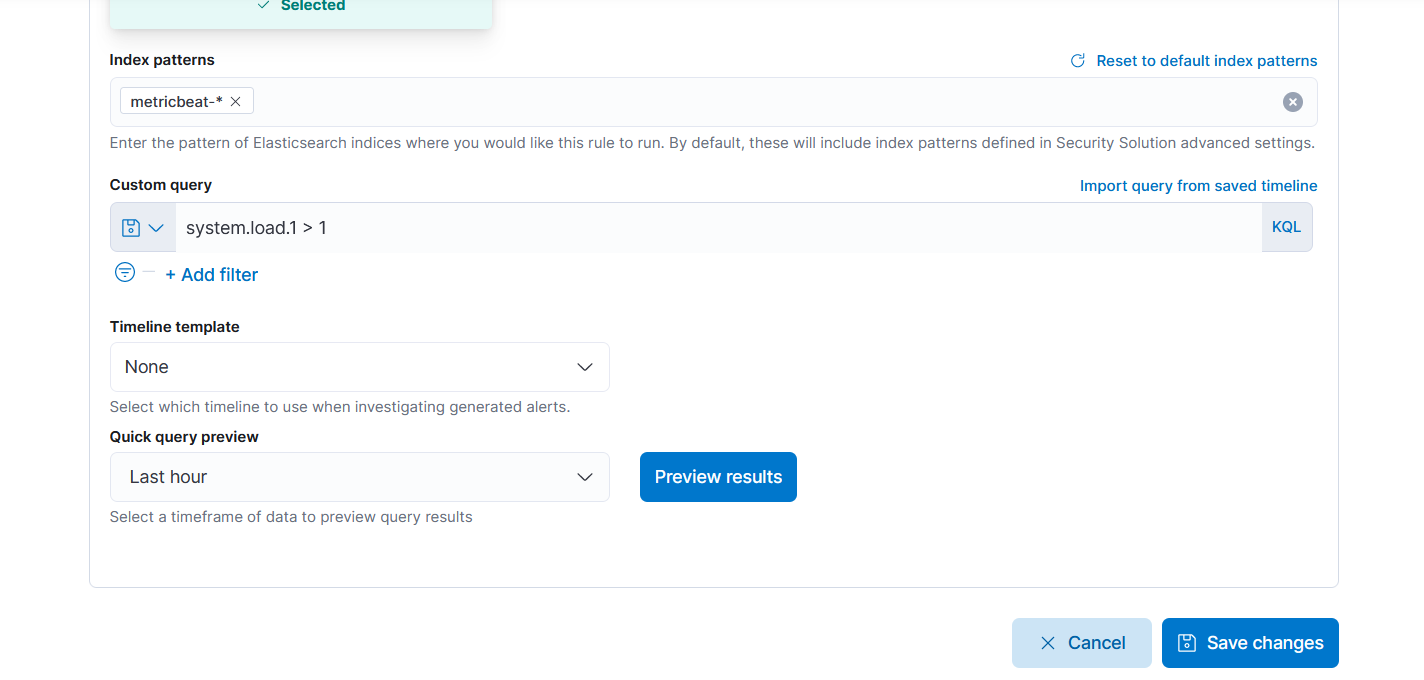 Selected
Index patterns
Reset to default index patterns
metricbeat-*
Enter the pattern of Elasticsearch indices where you would like this rule to run. By default, these will include index patterns defined in Security Solution advanced settings.
Custom query
Import query from saved timeline
system.load.1 > 1
KQL
+ Add filter
Timeline template
None
Select which timeline to use when investigating generated alerts.
Quick query preview
Last hour
Preview results
Select a timeframe of data to preview query results
Cancel
Save changes